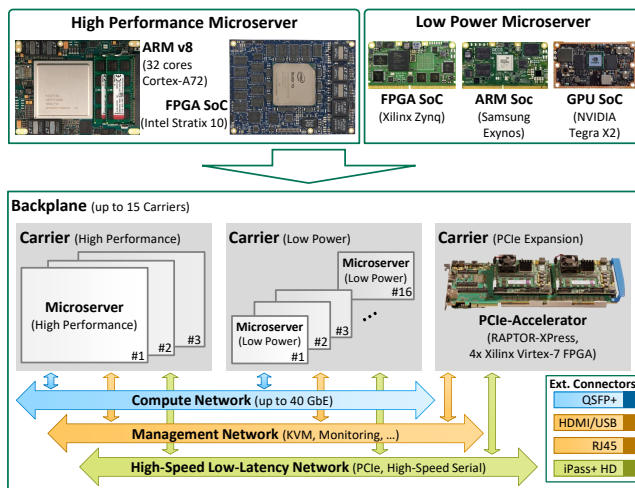 High Performance Microserver
ARM v8
(32 cores
Cortex-A72)
FPGA SoC
(Intel Stratix 10)
Low Power Microserver
FPGA SoC
(Xilinx Zynq)
ARM Soc
(Samsung
Exynos)
GPU SoC
(NVIDIA
Tegra X2)
Backplane (up to 15 Carriers)
Carrier (High Performance)
Microserver
(High Performance)
#1
#2
#3
Carrier (Low Power)
Microserver
(Low Power)
#16
...
#3
#2
Microserver
(Low Power)
#1
Carrier (PCIe Expansion)
PCIe-Accelerator
(RAPTOR-XPress,
4x Xilinx Virtex-7 FPGA)
Compute Network (up to 40 GbE)
Management Network (KVM, Monitoring, ...)
High-Speed Low-Latency Network (PCIe, High-Speed Serial)
Ext. Connectors
QSFP+
HDMI/USB
RJ45
iPass+ HD